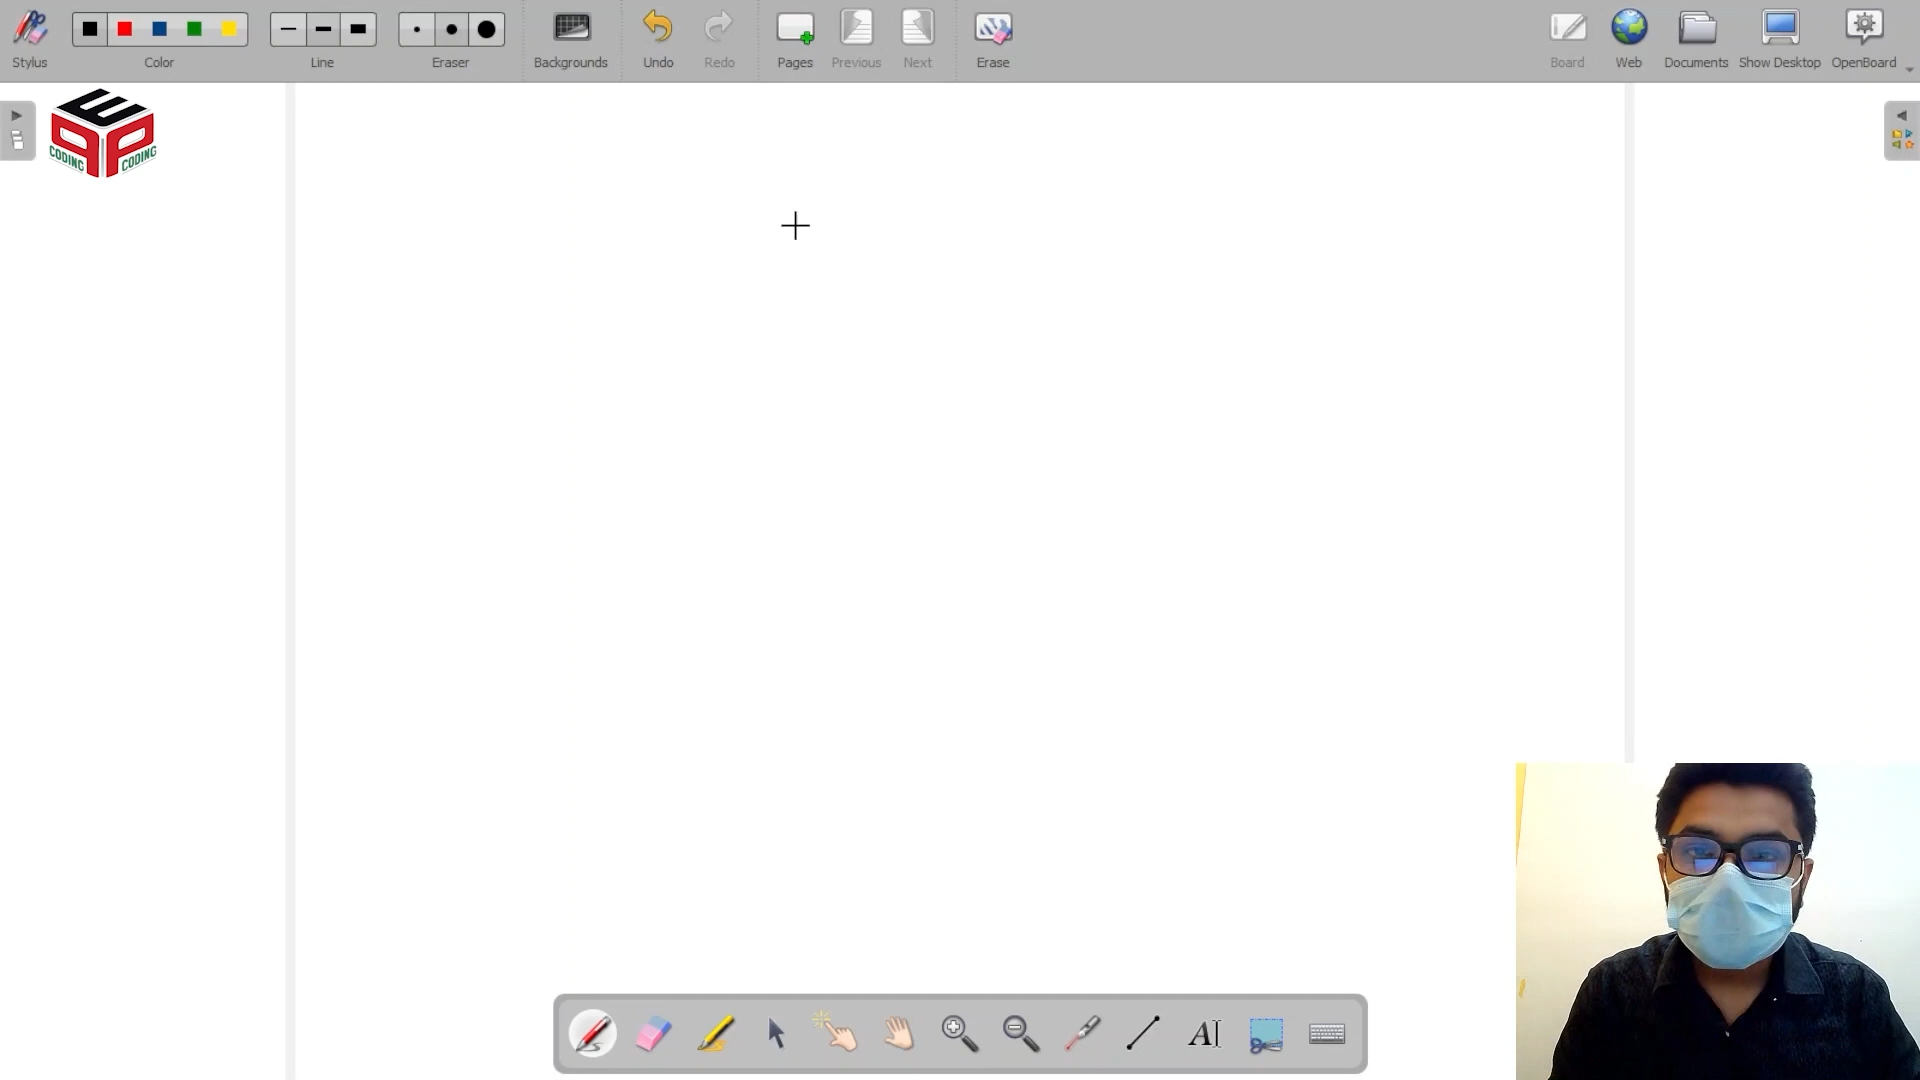 Stylus
Color
Line
Eraser
Backgrounds
Undo
Redo
Pages
Previous
Next
Erase
Board
Web
Documents
Show Desktop
OpenBoard
PEP
CODING
CODING
A